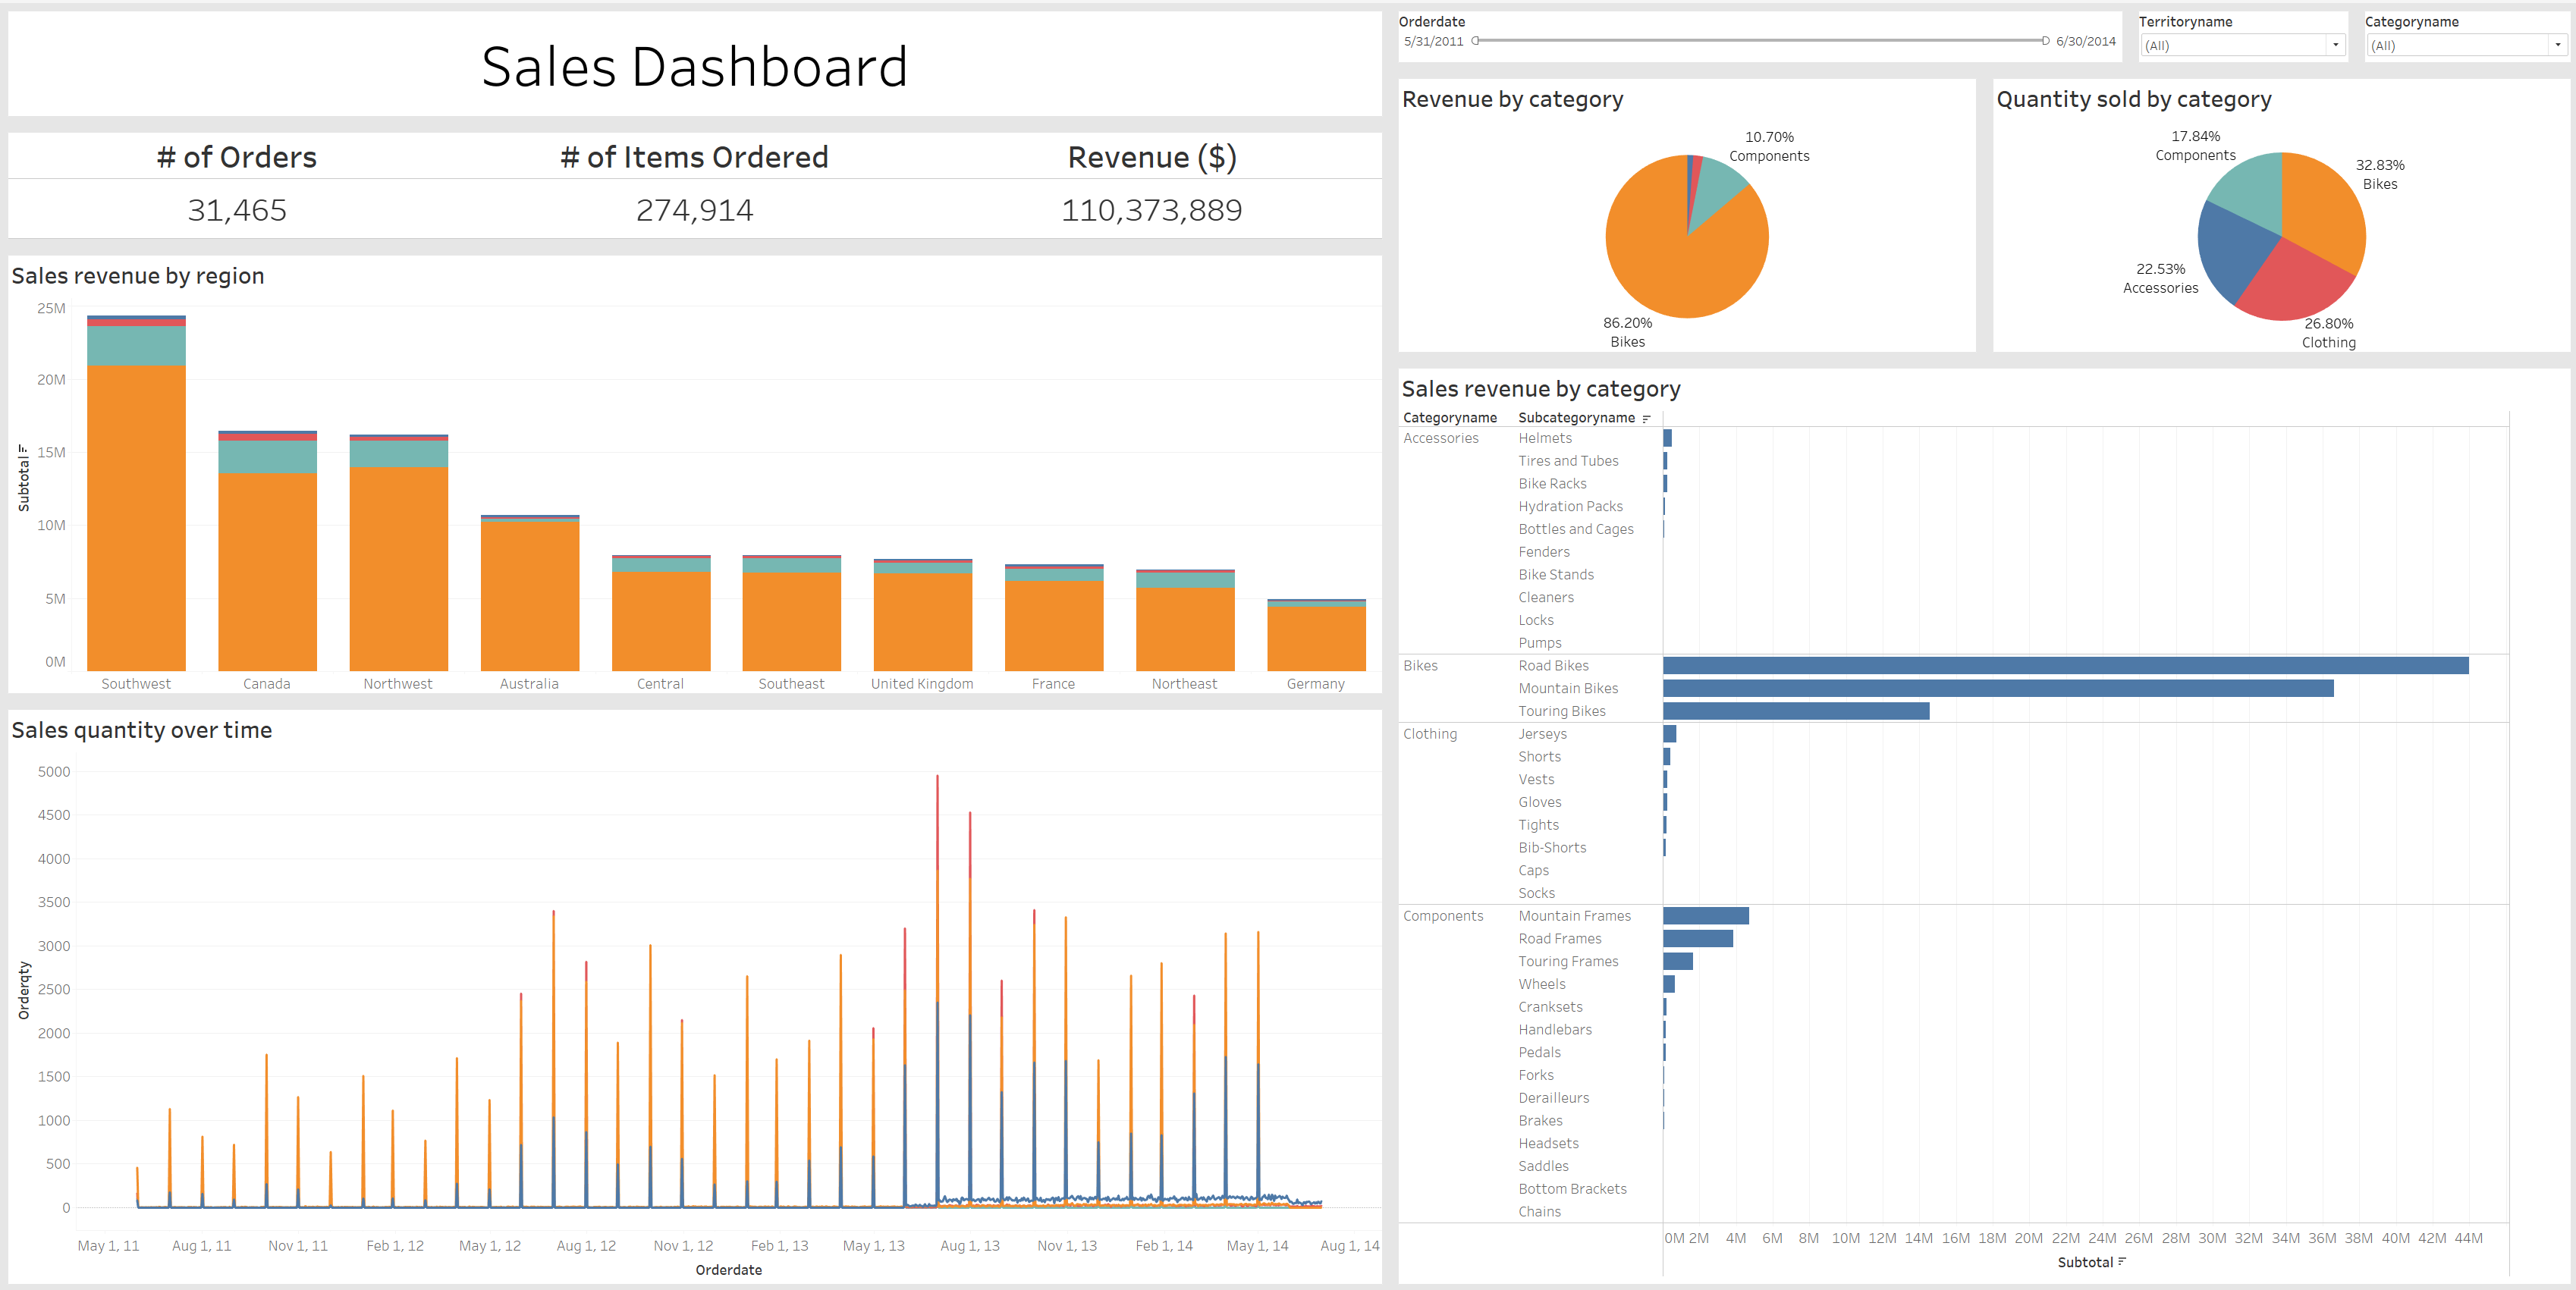 Sales Dashboard
# of Orders # of Items Ordered Revenue ($)
31,465 274,914 110,373,889
Sales revenue by region
25M
20M
15M
10M
5M
0M
Subtotal
Southwest Canada Northwest Australia Central Southeast United Kingdom France Northeast Germany
Sales quantity over time
5000
4500
4000
3500
3000
2500
2000
1500
1000
500
0
Orderqty
May 1, 11 Aug 1, 11 Nov 1, 11 Feb 1, 12 May 1, 12 Aug 1, 12 Nov 1, 12 Feb 1, 13 May 1, 13 Aug 1, 13 Nov 1, 13 Feb 1, 14 May 1, 14 Aug 1, 14
Orderdate
Orderdate
5/31/2011 6/30/2014
Territoryname
(All)
Categoryname
(All)
Revenue by category
10.70%
Components
86.20%
Bikes
Quantity sold by category
17.84%
Components
32.83%
Bikes
22.53%
Accessories
26.80%
Clothing
Sales revenue by category
Categoryname Subcategoryname
Accessories Helmets
Tires and Tubes
Bike Racks
Hydration Packs
Bottles and Cages
Fenders
Bike Stands
Cleaners
Locks
Pumps
Bikes Road Bikes
Mountain Bikes
Touring Bikes
Clothing Jerseys
Shorts
Vests
Gloves
Tights
Bib-Shorts
Caps
Socks
Components Mountain Frames
Road Frames
Touring Frames
Wheels
Cranksets
Handlebars
Pedals
Forks
Derailleurs
Brakes
Headsets
Saddles
Bottom Brackets
Chains
0M 2M 4M 6M 8M 10M 12M 14M 16M 18M 20M 22M 24M 26M 28M 30M 32M 34M 36M 38M 40M 42M 44M
Subtotal